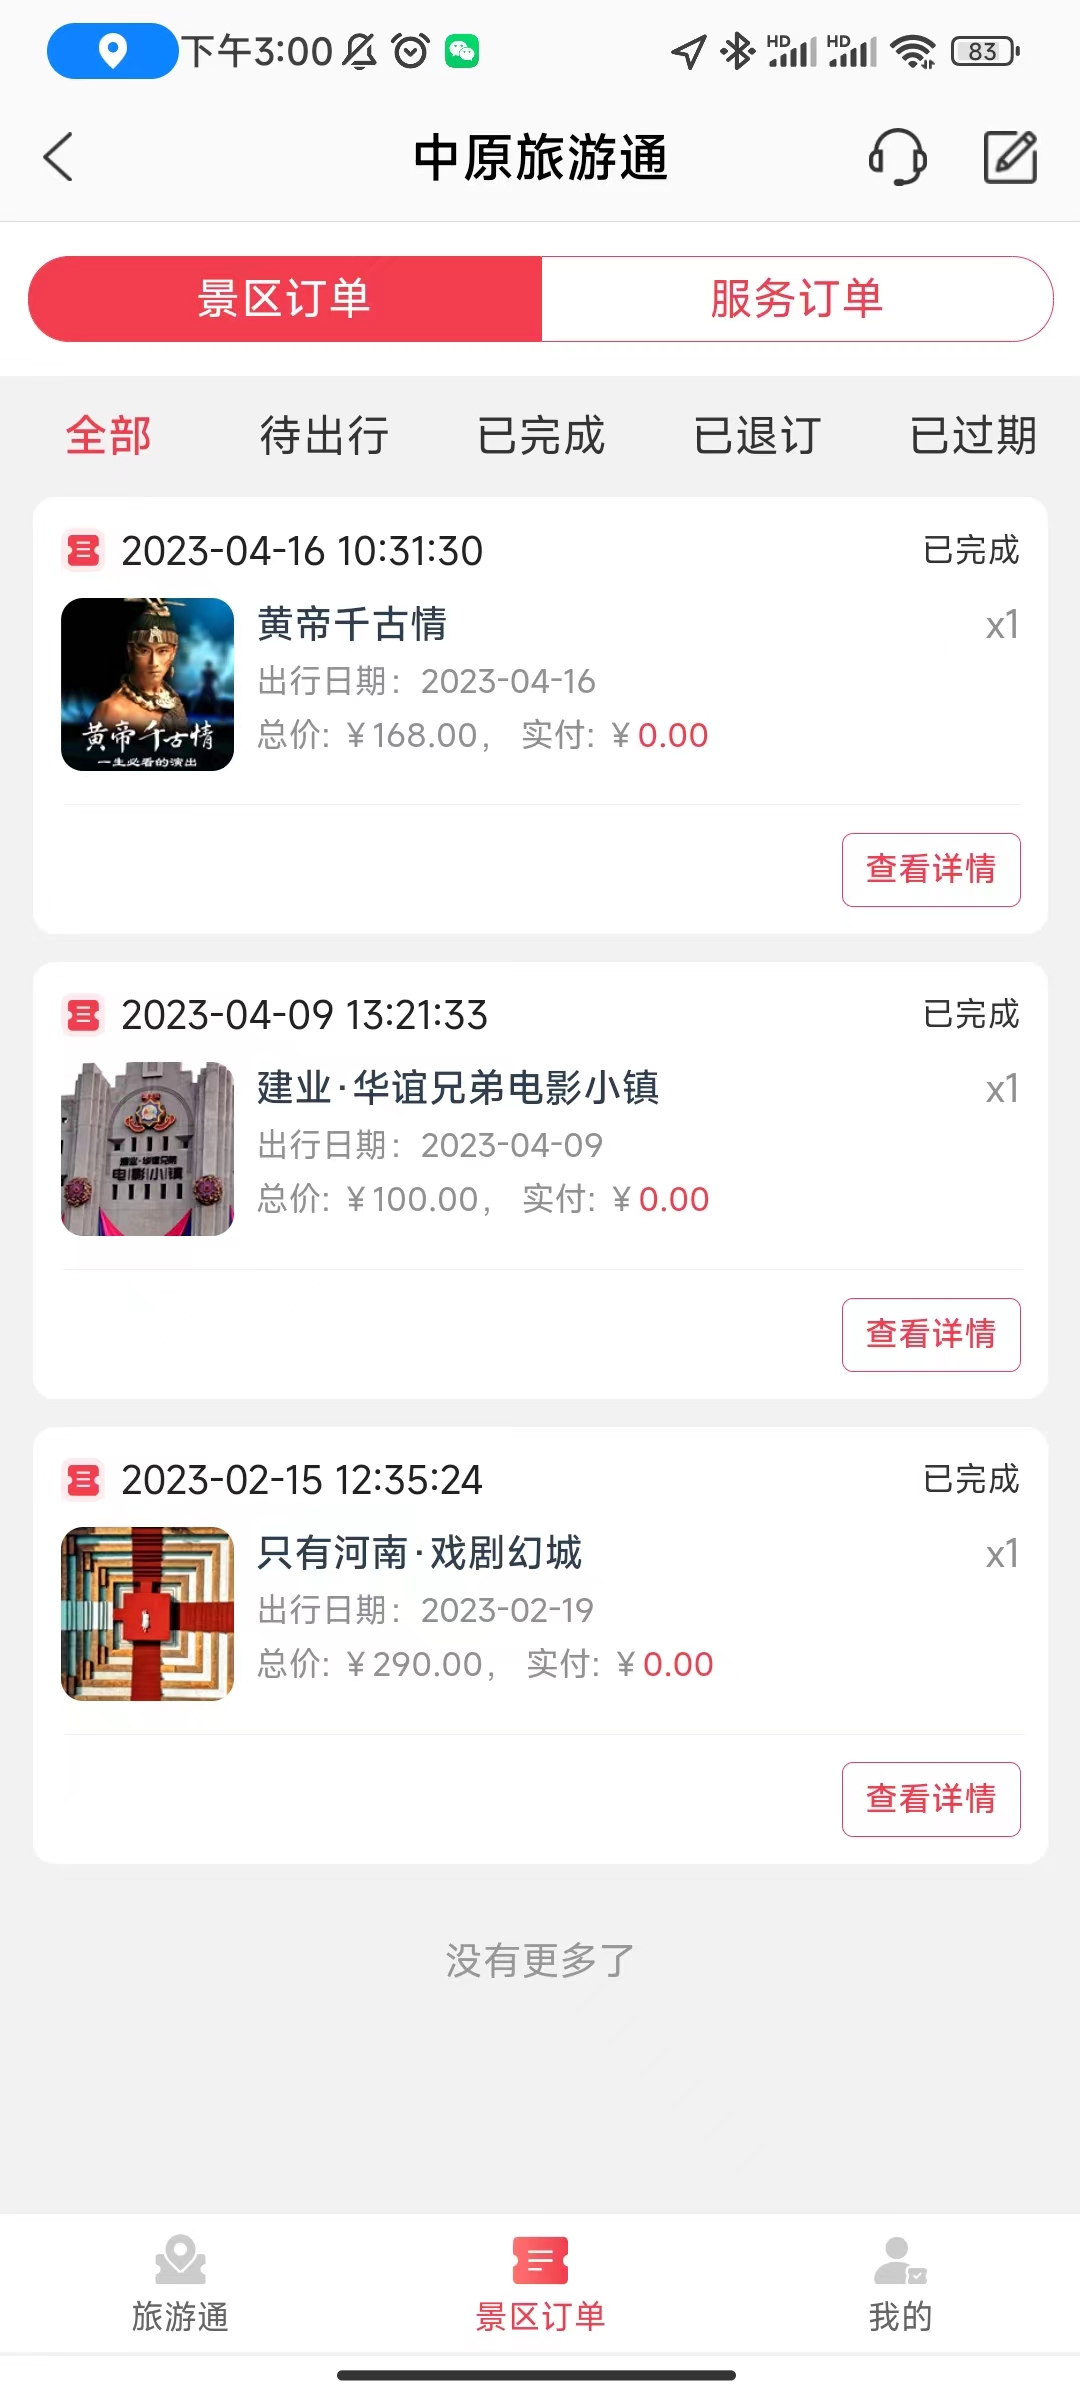 下午3:00 HD HD 83
中原旅游通
景区订单 服务订单
全部 待出行 已完成 已退订 已过期
2023-04-16 10:31:30 已完成
黄帝千古情 x1
出行日期：2023-04-16
总价：￥168.00， 实付：￥0.00
黄帝千古情
一生必看的演出
查看详情
2023-04-09 13:21:33 已完成
建业·华谊兄弟电影小镇 x1
出行日期：2023-04-09
总价：￥100.00， 实付：￥0.00
建业·华谊兄弟
电影小镇
查看详情
2023-02-15 12:35:24 已完成
只有河南·戏剧幻城 x1
出行日期：2023-02-19
总价：￥290.00， 实付：￥0.00
查看详情
没有更多了
旅游通 景区订单 我的